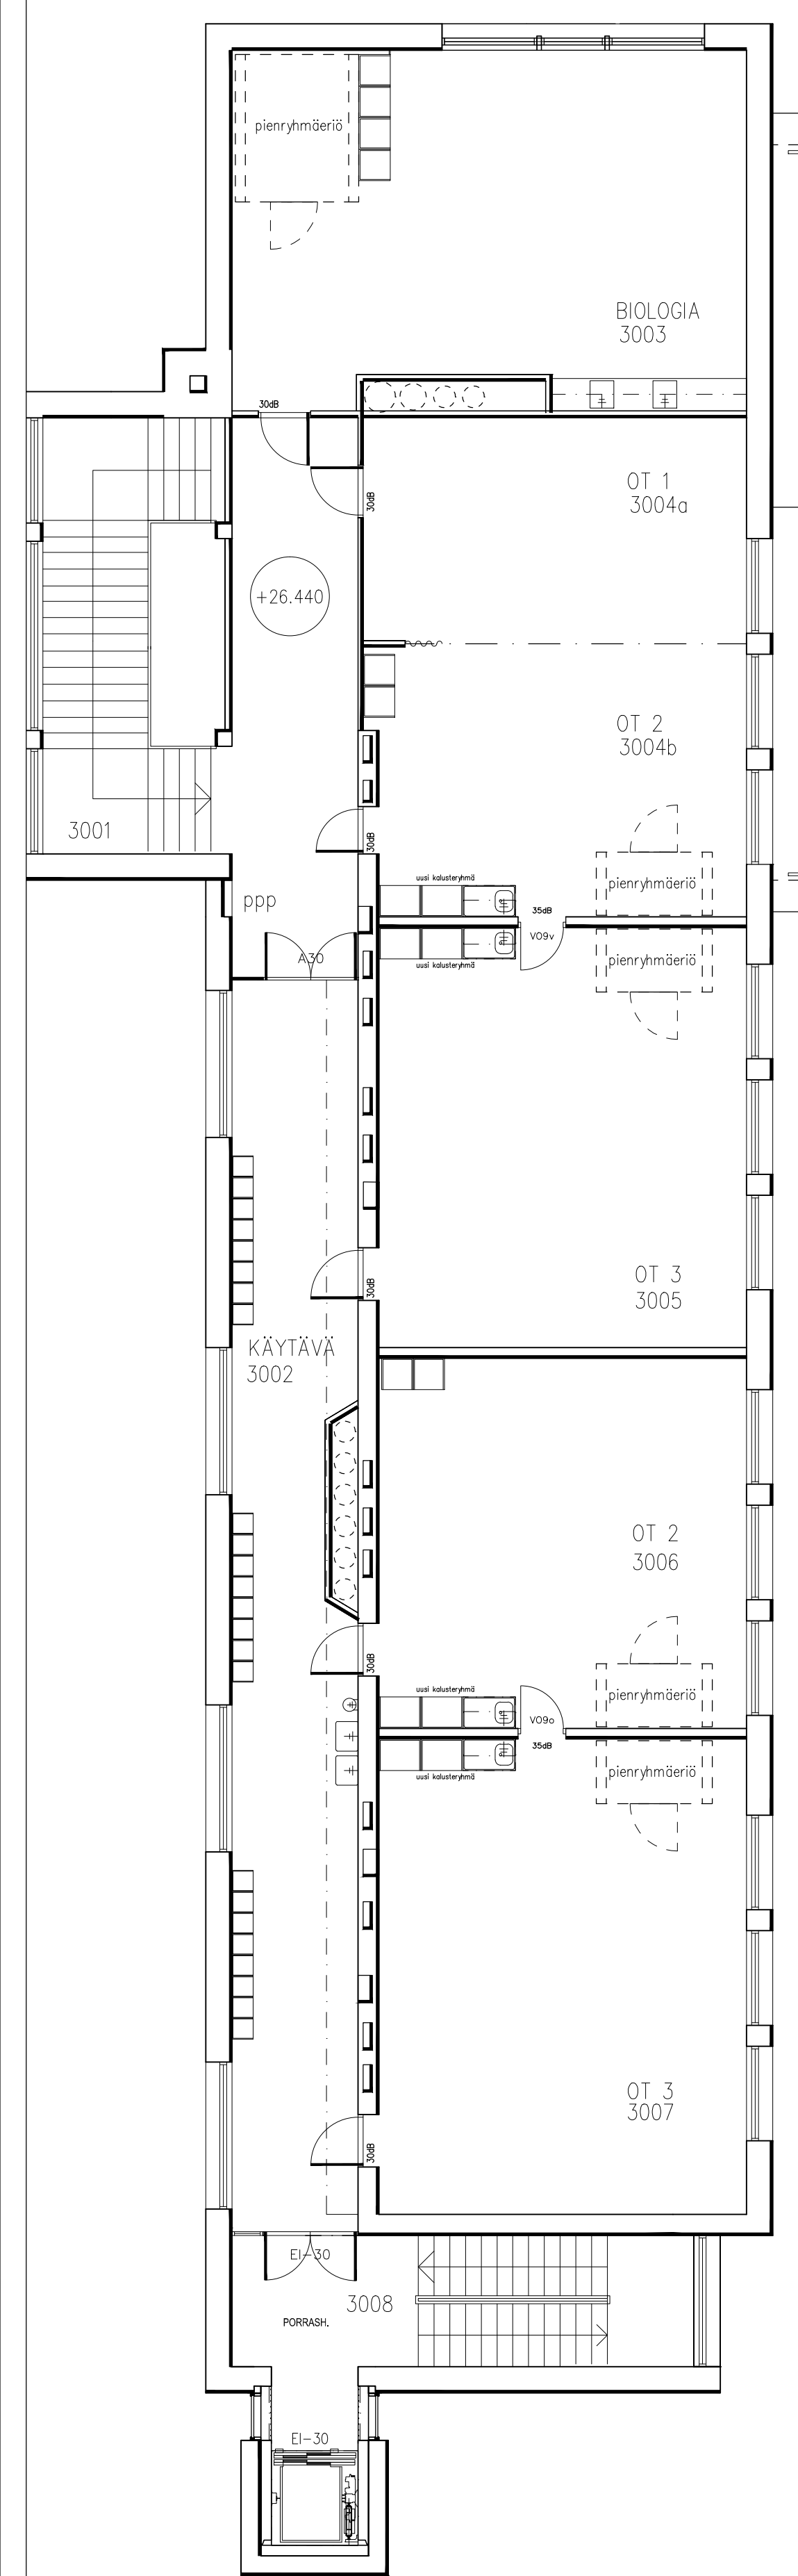 pienryhmäeriö
BIOLOGIA
3003
30dB
OT 1
3004a
30dB
+26.440
OT 2
3004b
3001
30dB
pienryhmäeriö
uusi kalusteryhmä
ppp
35dB
V09v
A30
uusi kalusteryhmä
pienryhmäeriö
30dB
OT 3
3005
KÄYTÄVÄ
3002
OT 2
3006
30dB
uusi kalusteryhmä
pienryhmäeriö
V09o
35dB
uusi kalusteryhmä
pienryhmäeriö
OT 3
3007
30dB
EI-30
3008
PORRASH.
EI-30